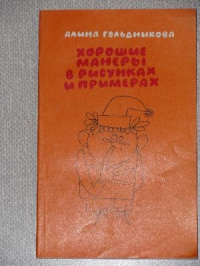 АЛИНА ГОЛЬДНИКОВА
ХОРОШИЕ
МАНЕРЫ
В РИСУНКАХ
И ПРИМЕРАХ